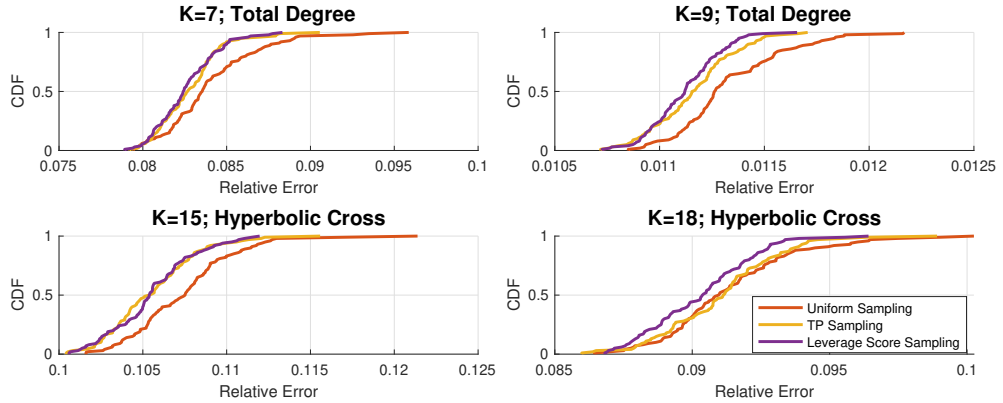 K=7; Total Degree
CDF
1
0.5
0
0.075 0.08 0.085 0.09 0.095 0.1
Relative Error
K=9; Total Degree
CDF
1
0.5
0
0.0105 0.011 0.0115 0.012 0.0125
Relative Error
K=15; Hyperbolic Cross
CDF
1
0.5
0
0.1 0.105 0.11 0.115 0.12 0.125
Relative Error
K=18; Hyperbolic Cross
CDF
1
0.5
0
0.085 0.09 0.095 0.1
Relative Error
Uniform Sampling
TP Sampling
Leverage Score Sampling